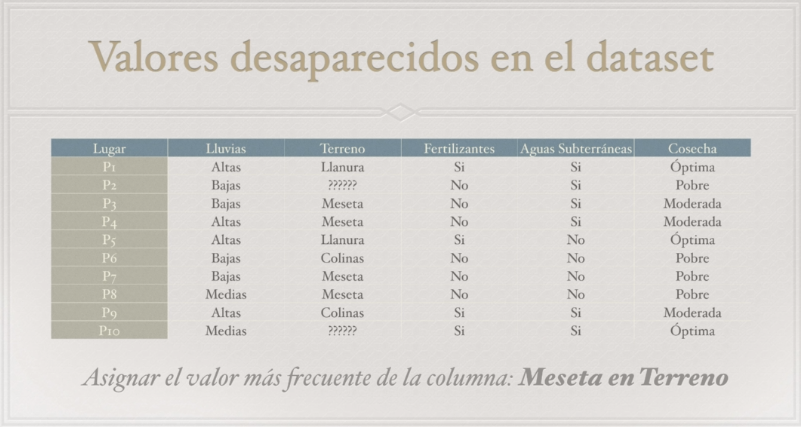 Valores desaparecidos en el dataset
Lugar Lluvias Terreno Fertilizantes Aguas Subterráneas Cosecha
P1 Altas Llanura Si Si Óptima
P2 Bajas ?????? No Si Pobre
P3 Bajas Meseta No Si Moderada
P4 Altas Meseta No Si Moderada
P5 Altas Llanura Si No Óptima
P6 Bajas Colinas No No Pobre
P7 Bajas Meseta No No Pobre
P8 Medias Meseta No No Pobre
P9 Altas Colinas Si Si Moderada
P10 Medias ?????? Si Si Óptima
Asignar el valor más frecuente de la columna: Meseta en Terreno